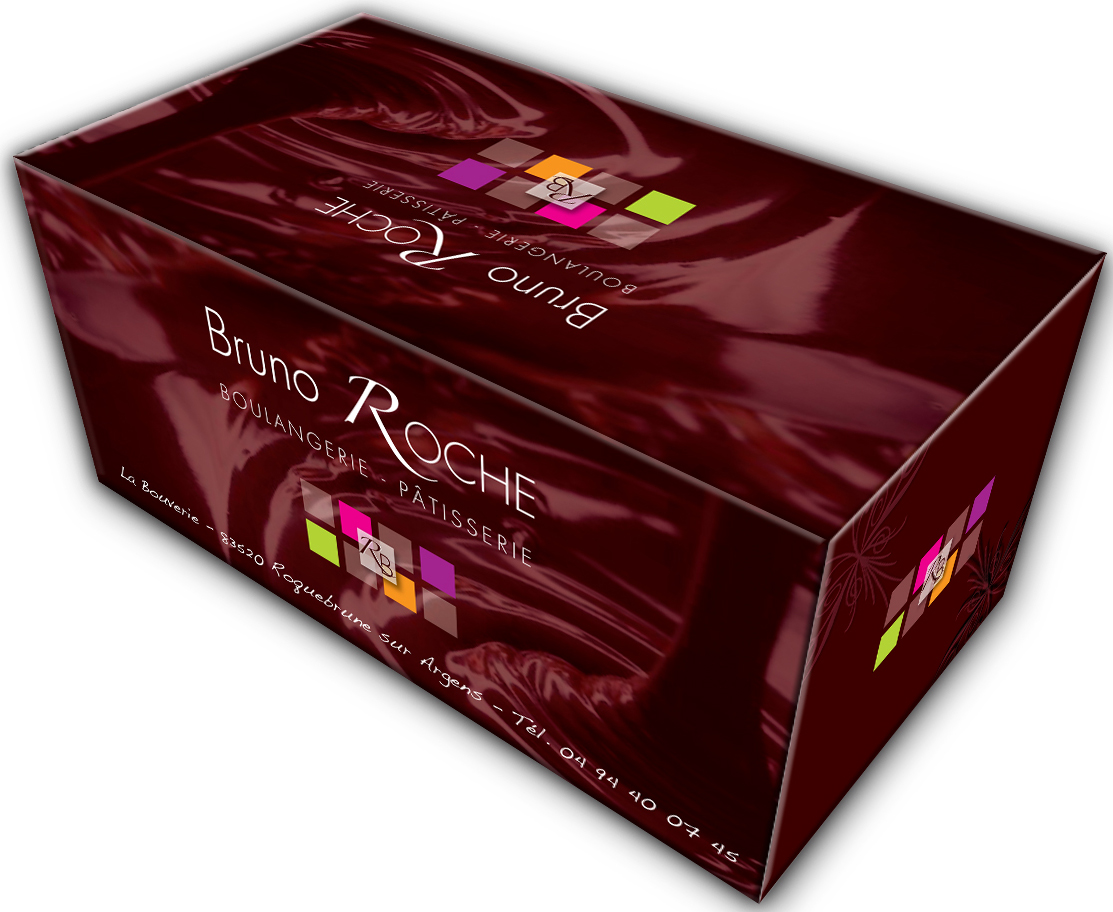 RB
BOULANGERIE - PÂTISSERIE
Bruno ROCHE
Bruno ROCHE
BOULANGERIE - PÂTISSERIE
RB
La Bouverie - 83520 Roquebrune sur Argens - Tél. 04 94 40 07 45
RB